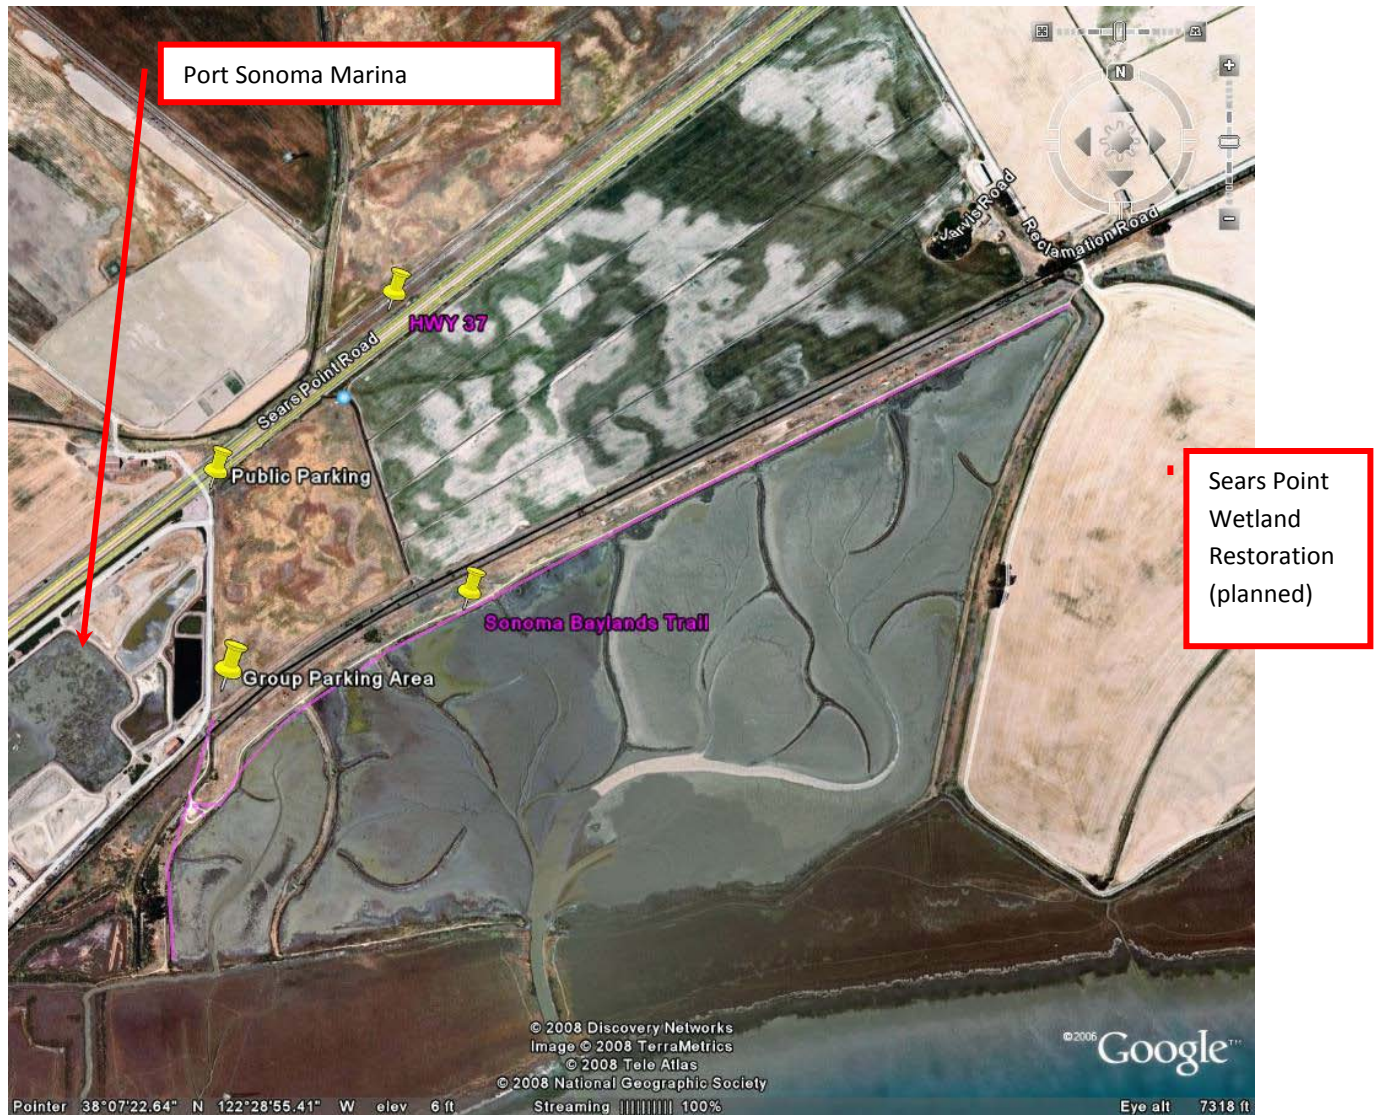 Port Sonoma Marina
N
Jarvis Road
Reclamation Road
HWY 37
Sears Point Road
Public Parking
Sears Point
Wetland
Restoration
(planned)
Sonoma Baylands Trail
Group Parking Area
© 2008 Discovery Networks
Image © 2008 TerraMetrics
© 2008 Tele Atlas
© 2008 National Geographic Society
©2006 Google™
Pointer 38°07'22.64" N 122°28'55.41" W elev 6 ft Streaming |||||||||| 100% Eye alt 7318 ft